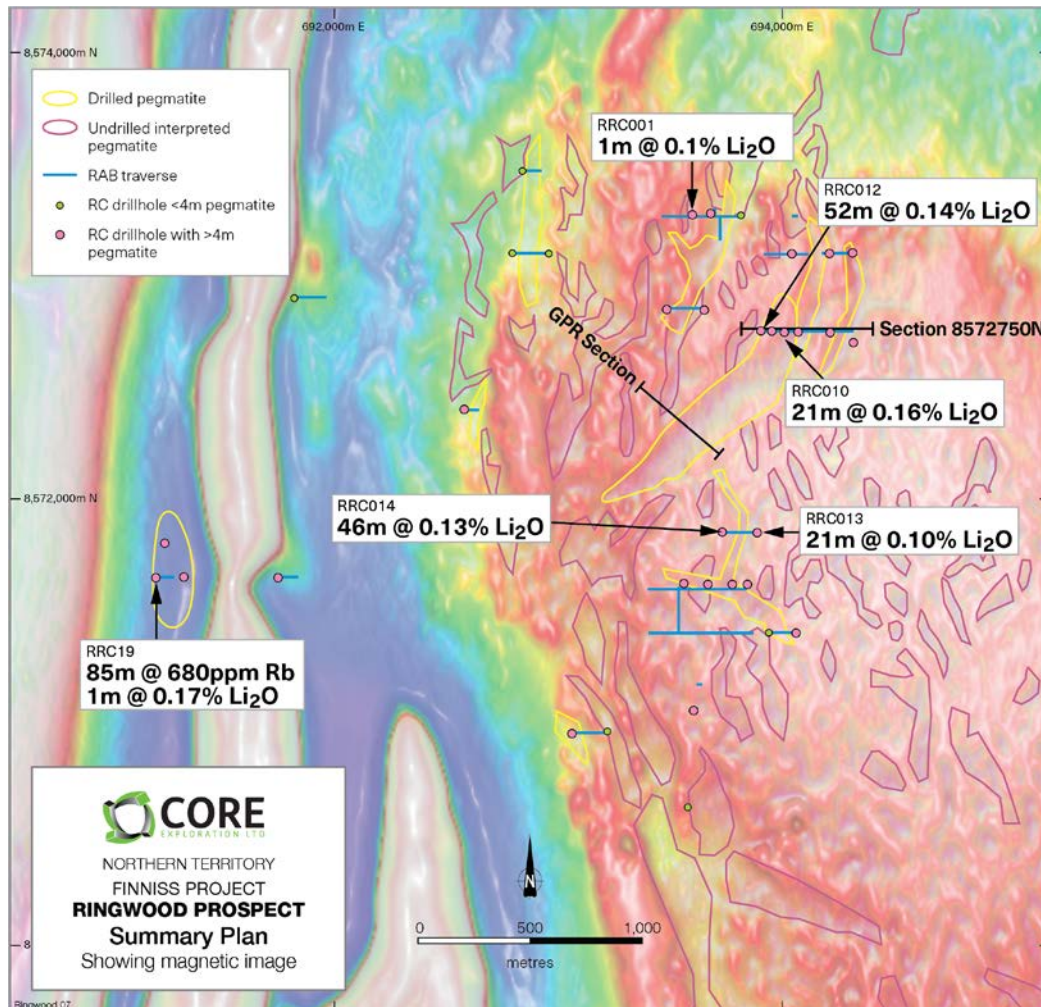 692,000m E
694,000m E
8,574,000m N
Drilled pegmatite
Undrilled interpreted
pegmatite
RAB traverse
RC drillhole <4m pegmatite
RC drillhole with >4m
pegmatite
RRC001
1m @ 0.1% Li₂O
RRC012
52m @ 0.14% Li₂O
GPR Section
Section 8572750N
RRC010
21m @ 0.16% Li₂O
8,572,000m N
RRC014
46m @ 0.13% Li₂O
RRC013
21m @ 0.10% Li₂O
RRC19
85m @ 680ppm Rb
1m @ 0.17% Li₂O
CORE
EXPLORATION LTD
NORTHERN TERRITORY
FINNISS PROJECT
RINGWOOD PROSPECT
Summary Plan
Showing magnetic image
N
0 500 1,000
metres
8
Ringwood 07